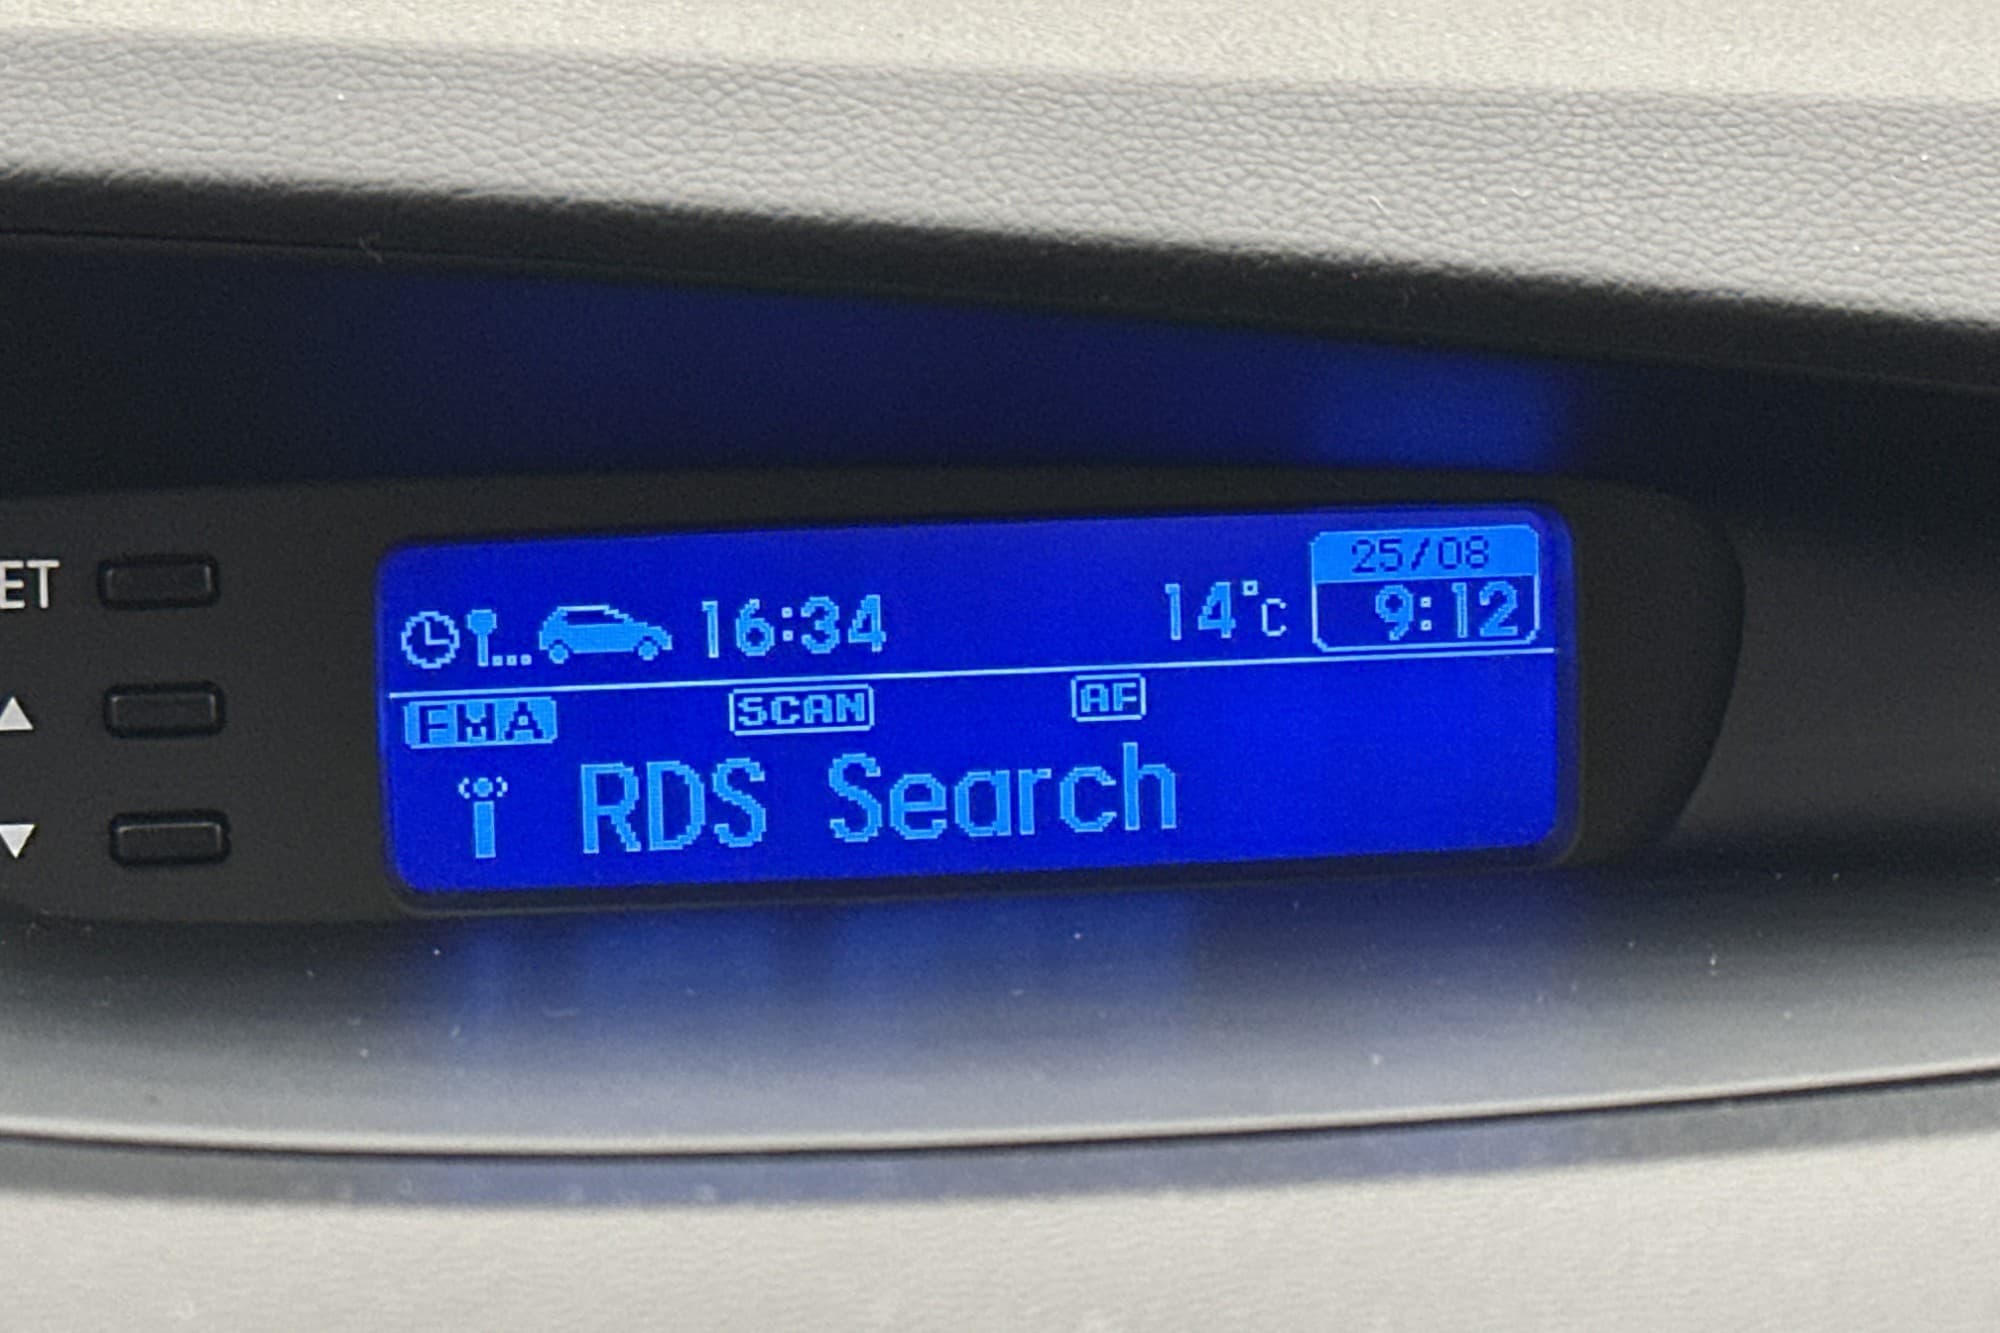 ET
16:34 14°C 25/08
9:12
FMA SCAN AF
RDS Search